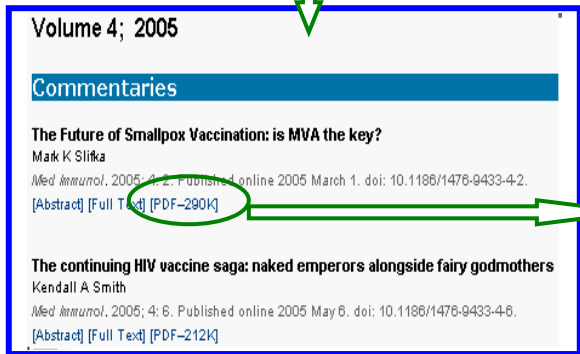 Volume 4; 2005
Commentaries
The Future of Smallpox Vaccination: is MVA the key?
Mark K Slifka
Med Immunol. 2005; 4: 2. Published online 2005 March 1. doi: 10.1186/1476-9433-4-2.
[Abstract] [Full Text] [PDF–290K]
The continuing HIV vaccine saga: naked emperors alongside fairy godmothers
Kendall A Smith
Med Immunol. 2005; 4: 6. Published online 2005 May 6. doi: 10.1186/1476-9433-4-6.
[Abstract] [Full Text] [PDF–212K]